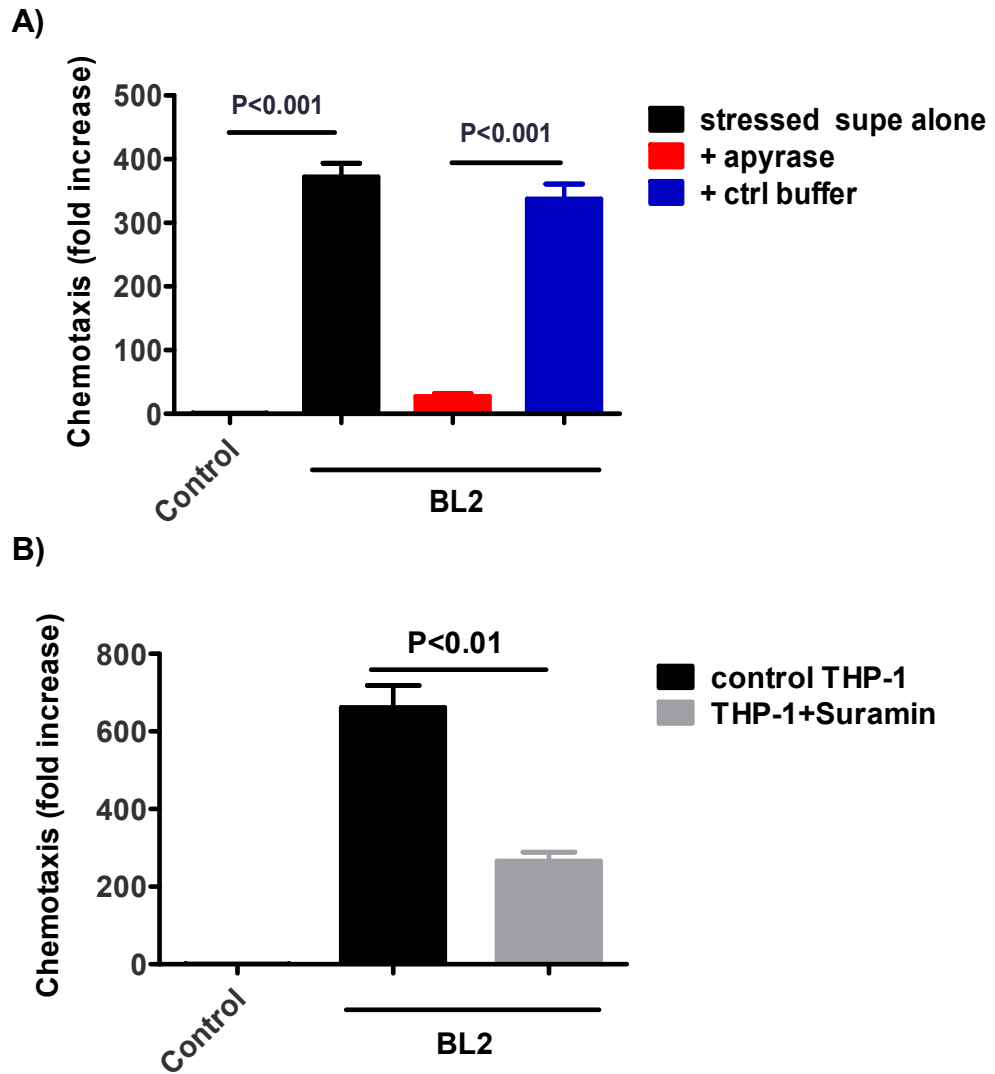 A)
Chemotaxis (fold increase)
500
400
300
200
100
0
P<0.001
P<0.001
stressed supe alone
+ apyrase
+ ctrl buffer
Control
BL2
B)
Chemotaxis (fold increase)
800
600
400
200
0
P<0.01
control THP-1
THP-1+Suramin
Control
BL2